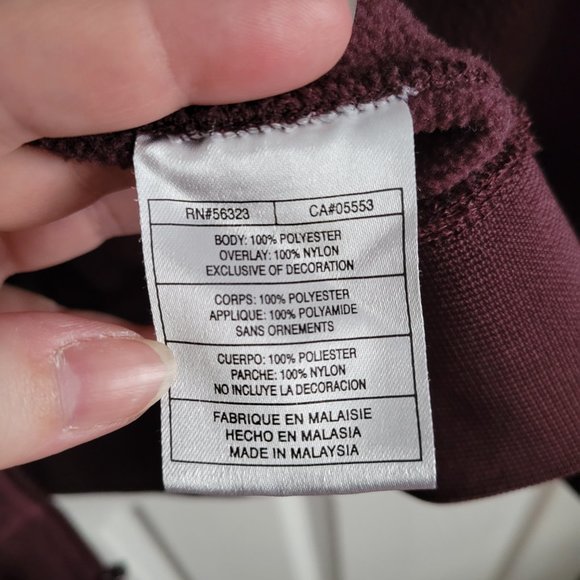 RN#56323 CA#05553
BODY: 100% POLYESTER
OVERLAY: 100% NYLON
EXCLUSIVE OF DECORATION
CORPS: 100% POLYESTER
APPLIQUE: 100% POLYAMIDE
SANS ORNEMENTS
CUERPO: 100% POLIESTER
PARCHE: 100% NYLON
NO INCLUYE LA DECORACION
FABRIQUE EN MALAISIE
HECHO EN MALASIA
MADE IN MALAYSIA